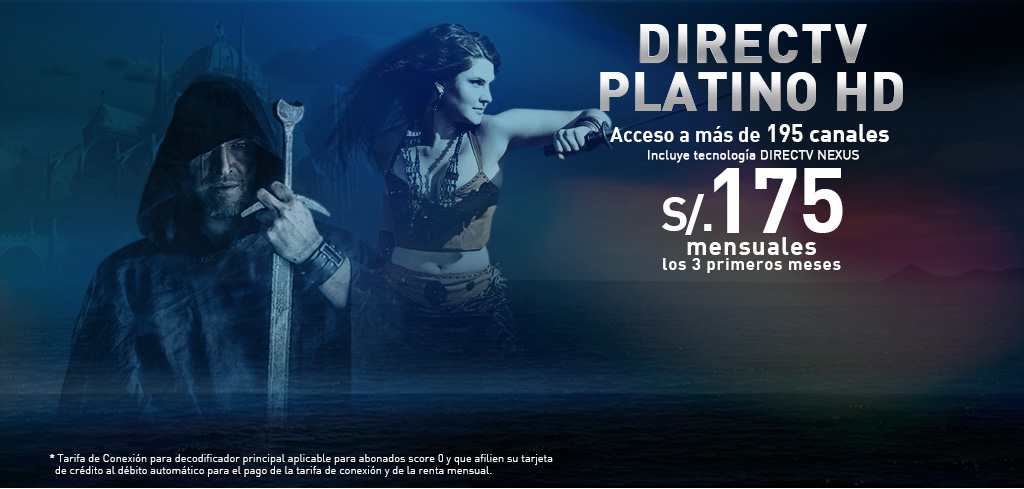 DIRECTV
PLATINO HD
Acceso a más de 195 canales
Incluye tecnología DIRECTV NEXUS
S/.175
mensuales
los 3 primeros meses
* Tarifa de Conexión para decodificador principal aplicable para abonados score 0 y que afilien su tarjeta
de crédito al débito automático para el pago de la tarifa de conexión y de la renta mensual.